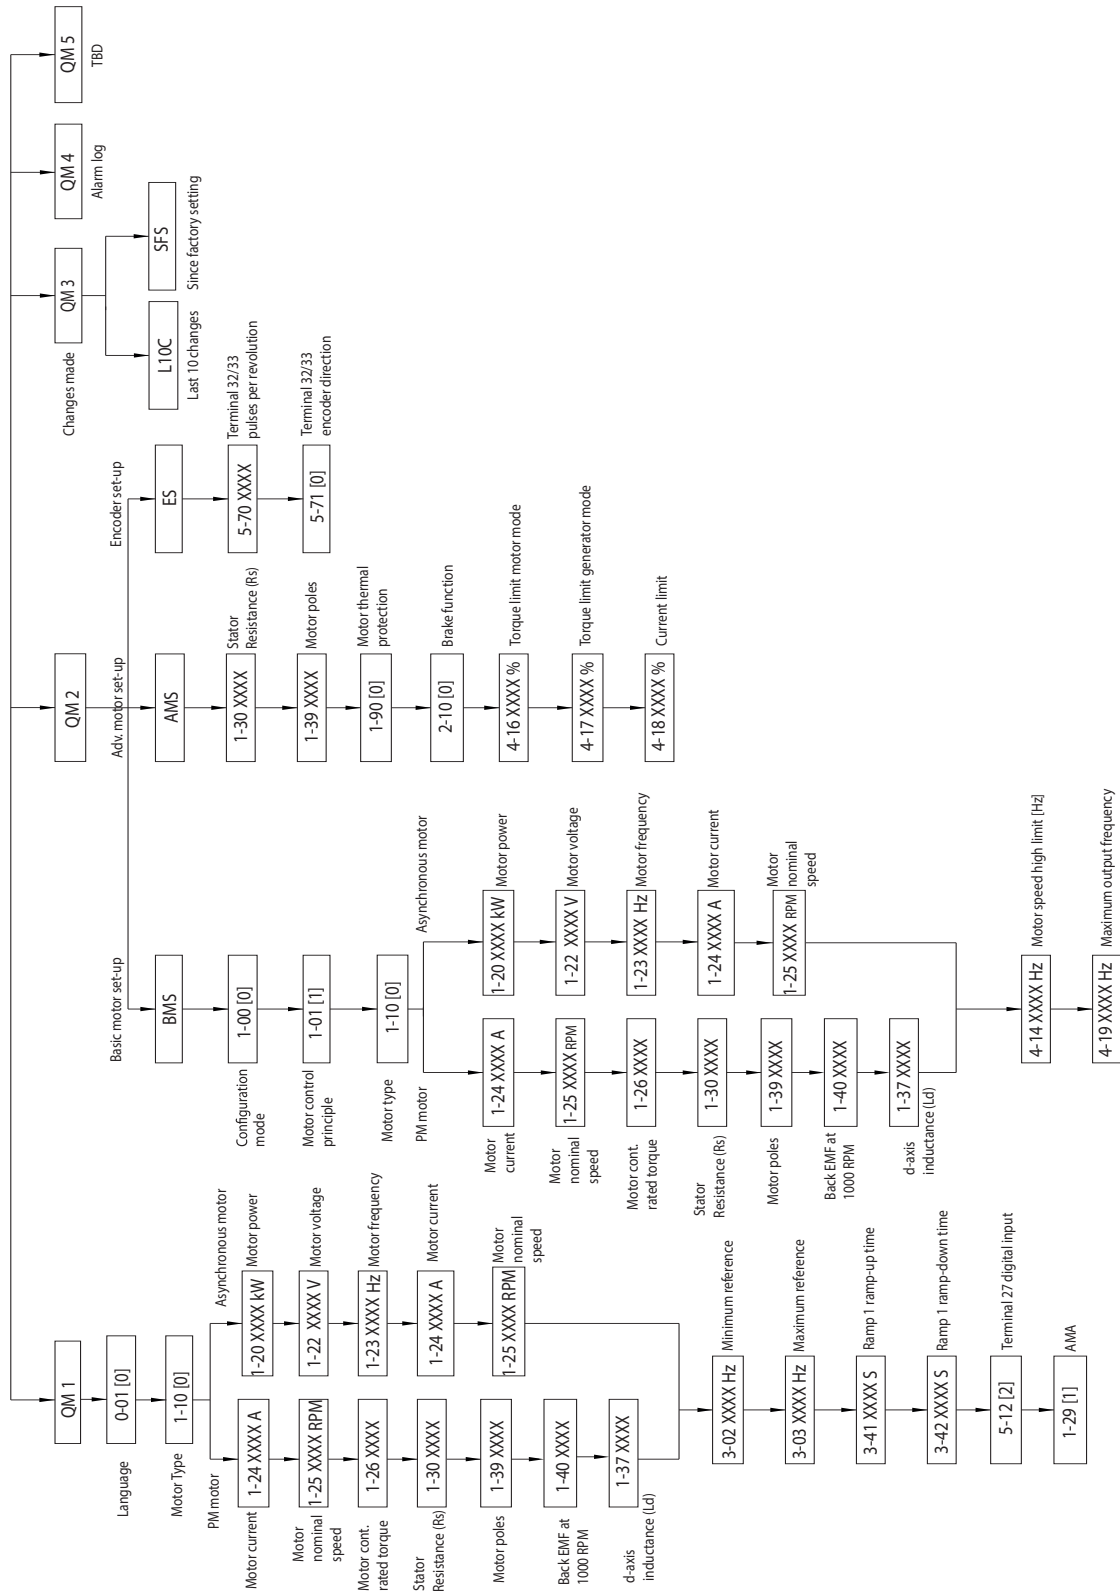 QM 1
Language
0-01 [0]
Motor Type
1-10 [0]
PM motor
Motor current
1-24 XXXX A
Motor
nominal
speed
1-25 XXXX RPM
Motor cont.
rated torque
1-26 XXXX
Stator
Resistance (Rs)
1-30 XXXX
Motor poles
1-39 XXXX
Back EMF at
1000 RPM
1-40 XXXX
d-axis
inductance (Ld)
1-37 XXXX
Asynchronous motor
1-20 XXXX kW
Motor power
1-22 XXXX V
Motor voltage
1-23 XXXX Hz
Motor frequency
1-24 XXXX A
Motor current
1-25 XXXX RPM
Motor
nominal
speed
3-02 XXXX Hz
Minimum reference
3-03 XXXX Hz
Maximum reference
3-41 XXXX S
Ramp 1 ramp-up time
3-42 XXXX S
Ramp 1 ramp-down time
5-12 [2]
Terminal 27 digital input
1-29 [1]
AMA
QM 2
Basic motor set-up
BMS
Configuration
mode
1-00 [0]
Motor control
principle
1-01 [1]
Motor type
1-10 [0]
PM motor
Motor
current
1-24 XXXX A
Motor
nominal
speed
1-25 XXXX RPM
Motor cont.
rated torque
1-26 XXXX
Stator
Resistance (Rs)
1-30 XXXX
Motor poles
1-39 XXXX
Back EMF at
1000 RPM
1-40 XXXX
d-axis
inductance (Ld)
1-37 XXXX
Asynchronous motor
1-20 XXXX kW
Motor power
1-22 XXXX V
Motor voltage
1-23 XXXX Hz
Motor frequency
1-24 XXXX A
Motor current
1-25 XXXX RPM
Motor
nominal
speed
4-14 XXXX Hz
Motor speed high limit [Hz]
4-19 XXXX Hz
Maximum output frequency
Adv. motor set-up
AMS
1-30 XXXX
Stator
Resistance (Rs)
1-39 XXXX
Motor poles
1-90 [0]
Motor thermal
protection
2-10 [0]
Brake function
4-16 XXXX %
Torque limit motor mode
4-17 XXXX %
Torque limit generator mode
4-18 XXXX %
Current limit
Encoder set-up
ES
5-70 XXXX
Terminal 32/33
pulses per revolution
5-71 [0]
Terminal 32/33
encoder direction
QM 3
Changes made
L10C
Last 10 changes
SFS
Since factory setting
QM 4
Alarm log
QM 5
TBD